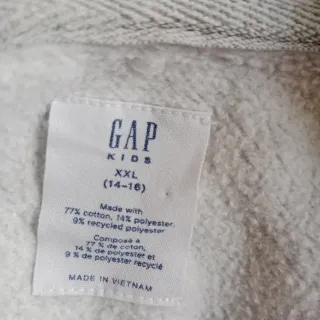 GAP
KIDS
XXL
(14-16)
Made with
77% cotton, 14% polyester,
9% recycled polyester
Composé à
77 % de coton,
14 % de polyester et
9 % de polyester recyclé
MADE IN VIETNAM